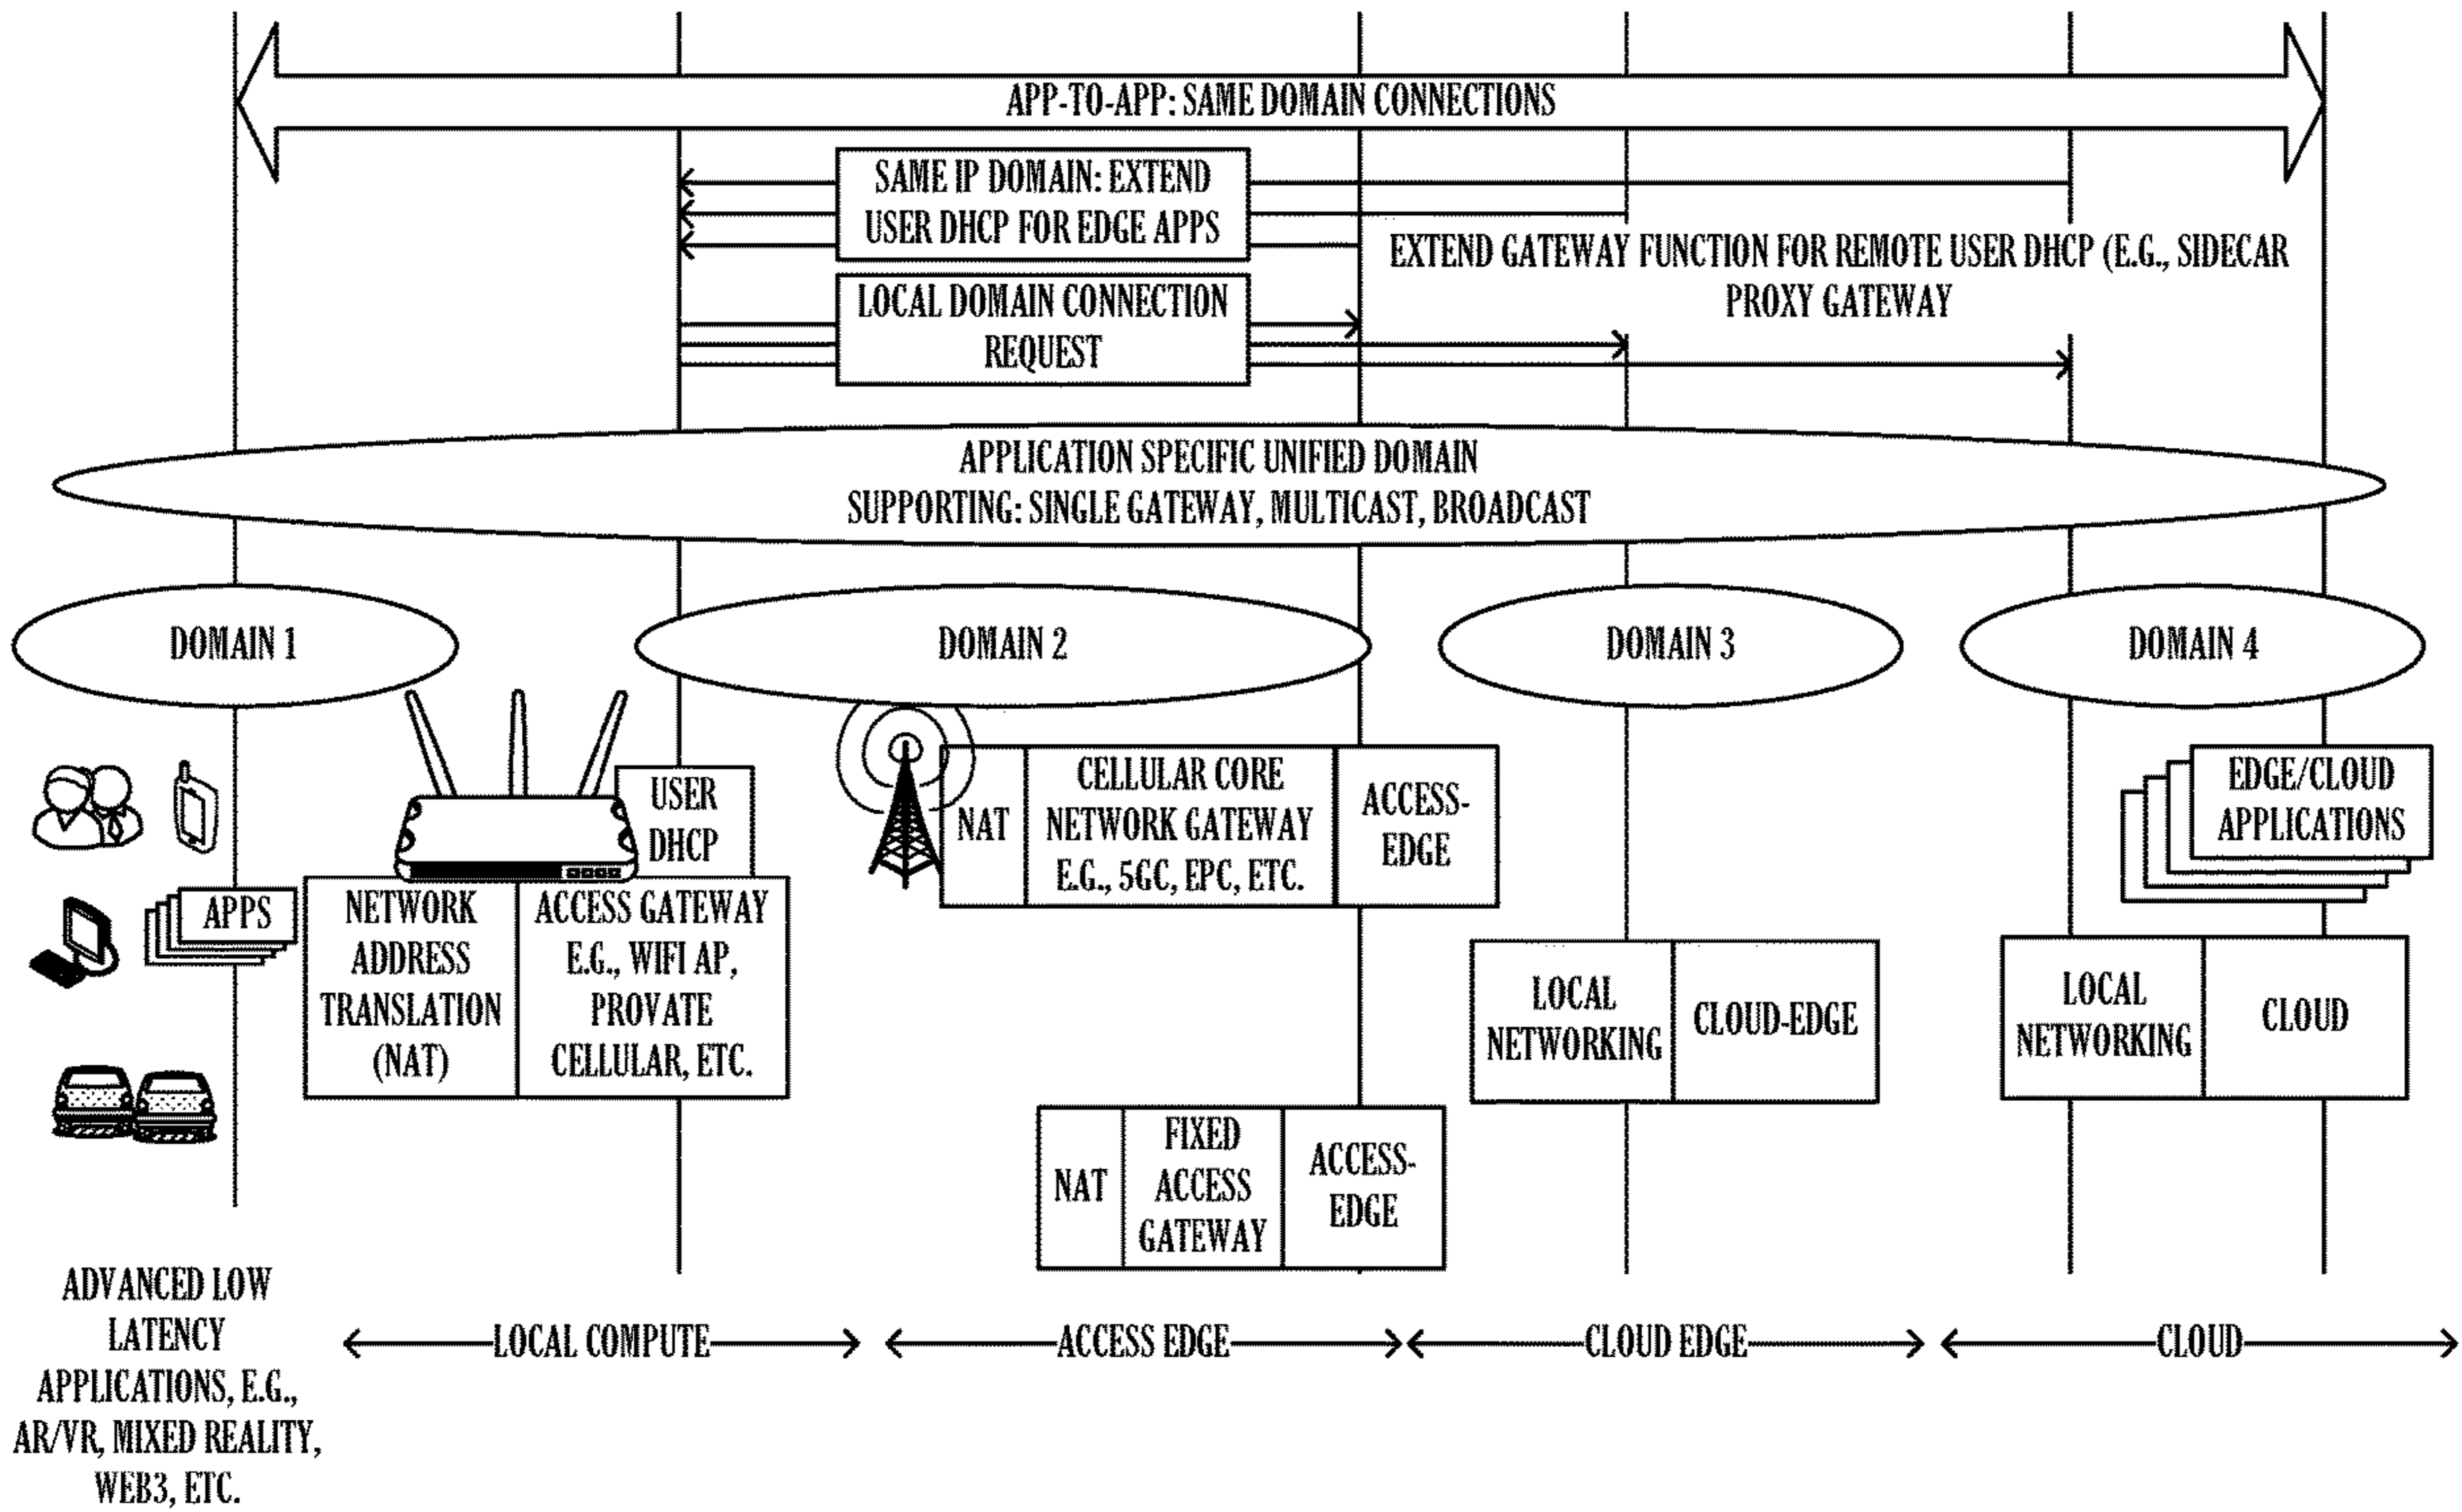 APP-TO-APP: SAME DOMAIN CONNECTIONS
SAME IP DOMAIN: EXTEND
USER DHCP FOR EDGE APPS
EXTEND GATEWAY FUNCTION FOR REMOTE USER DHCP (E.G., SIDECAR
PROXY GATEWAY
LOCAL DOMAIN CONNECTION
REQUEST
APPLICATION SPECIFIC UNIFIED DOMAIN
SUPPORTING: SINGLE GATEWAY, MULTICAST, BROADCAST
DOMAIN 1
DOMAIN 2
DOMAIN 3
DOMAIN 4
APPS
USER
DHCP
NETWORK
ADDRESS
TRANSLATION
(NAT)
ACCESS GATEWAY
E.G., WIFI AP,
PROVATE
CELLULAR, ETC.
NAT
CELLULAR CORE
NETWORK GATEWAY
E.G., 5GC, EPC, ETC.
ACCESS-
EDGE
NAT
FIXED
ACCESS
GATEWAY
ACCESS-
EDGE
LOCAL
NETWORKING
CLOUD-EDGE
EDGE/CLOUD
APPLICATIONS
LOCAL
NETWORKING
CLOUD
ADVANCED LOW
LATENCY
APPLICATIONS, E.G.,
AR/VR, MIXED REALITY,
WEB3, ETC.
LOCAL COMPUTE
ACCESS EDGE
CLOUD EDGE
CLOUD